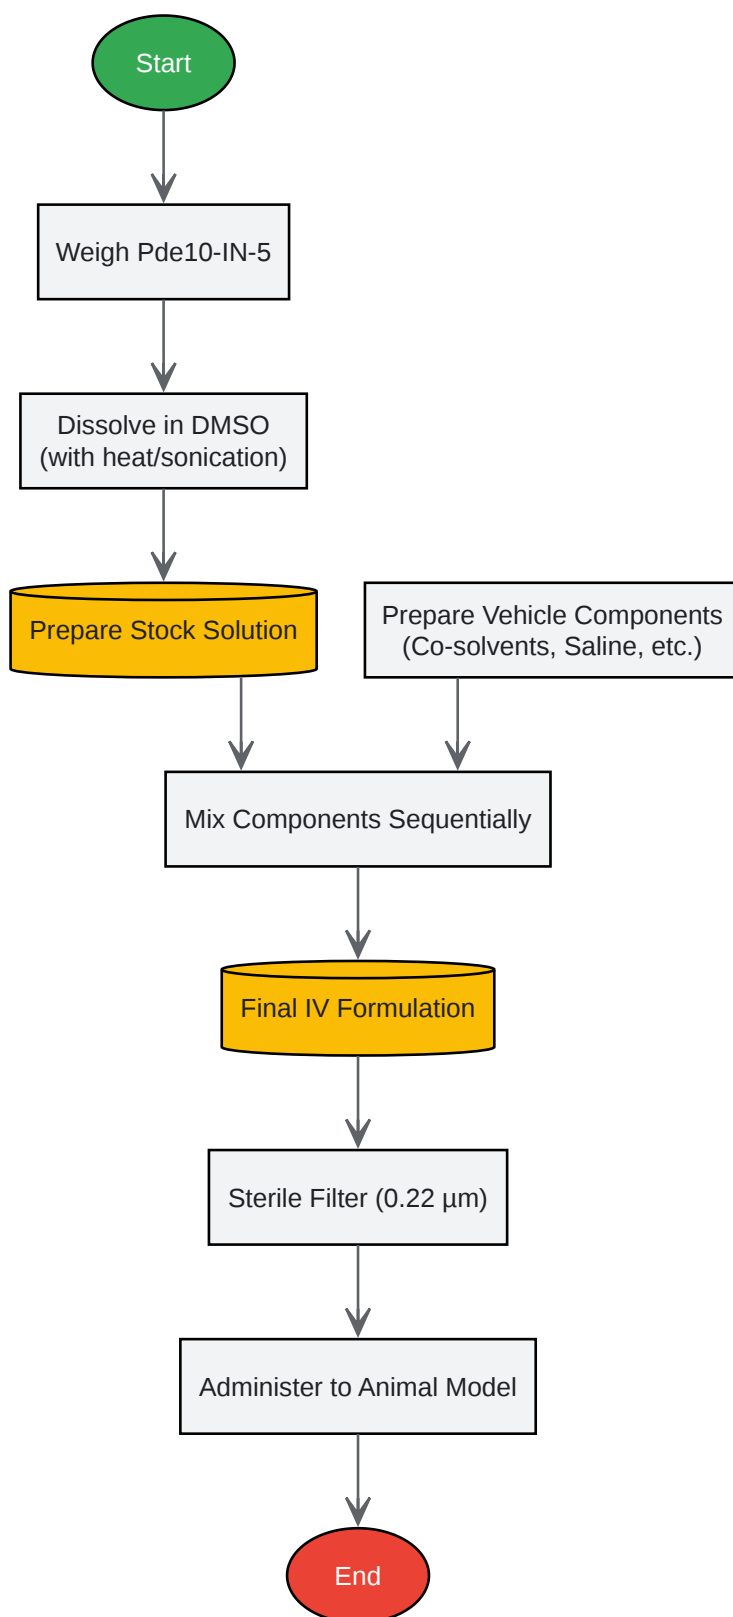 Start
Weigh Pde10-IN-5
Dissolve in DMSO
(with heat/sonication)
Prepare Stock Solution
Prepare Vehicle Components
(Co-solvents, Saline, etc.)
Mix Components Sequentially
Final IV Formulation
Sterile Filter (0.22 µm)
Administer to Animal Model
End